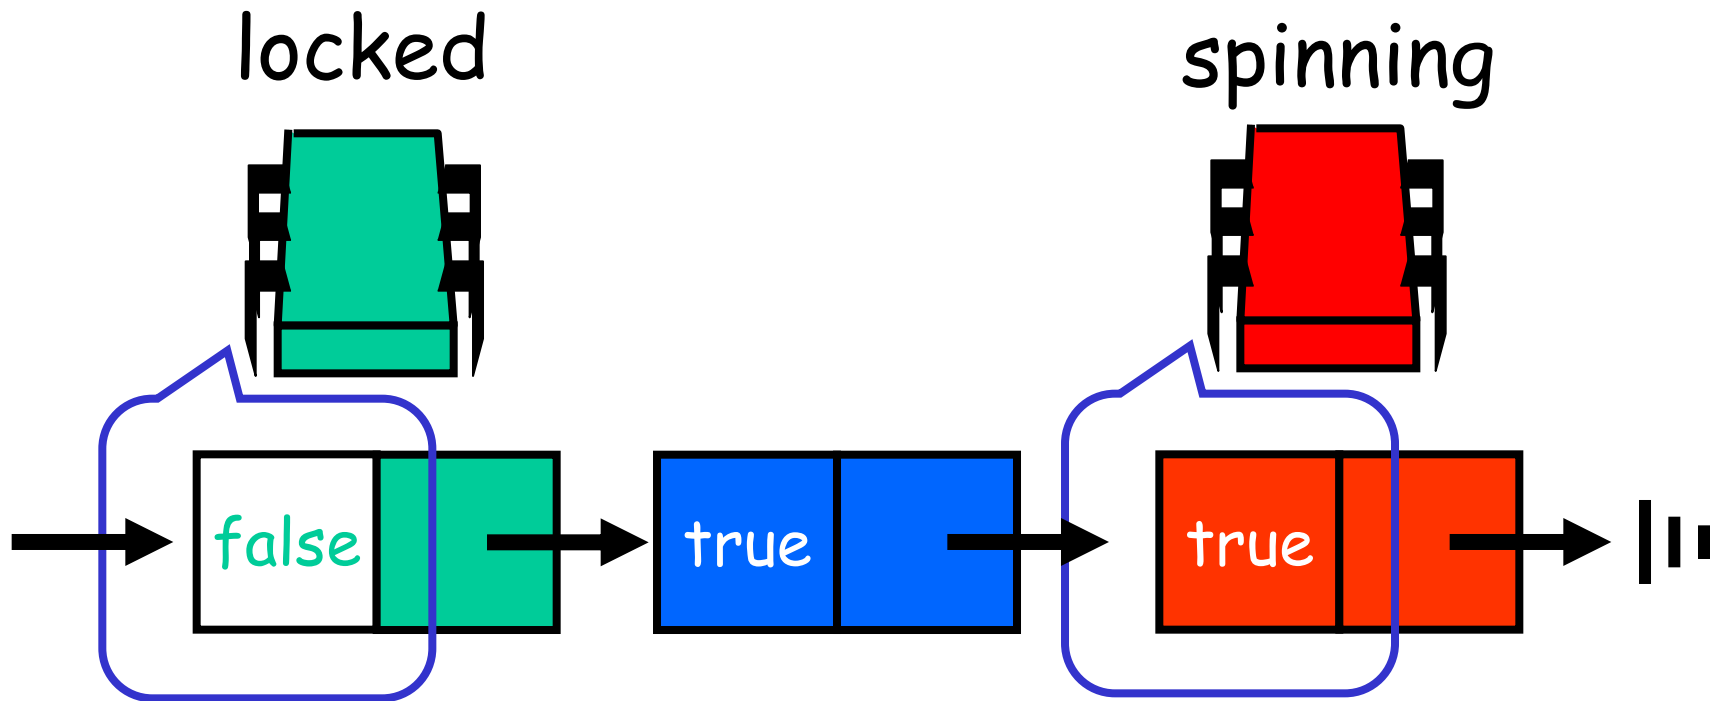 locked
spinning
false
true
true